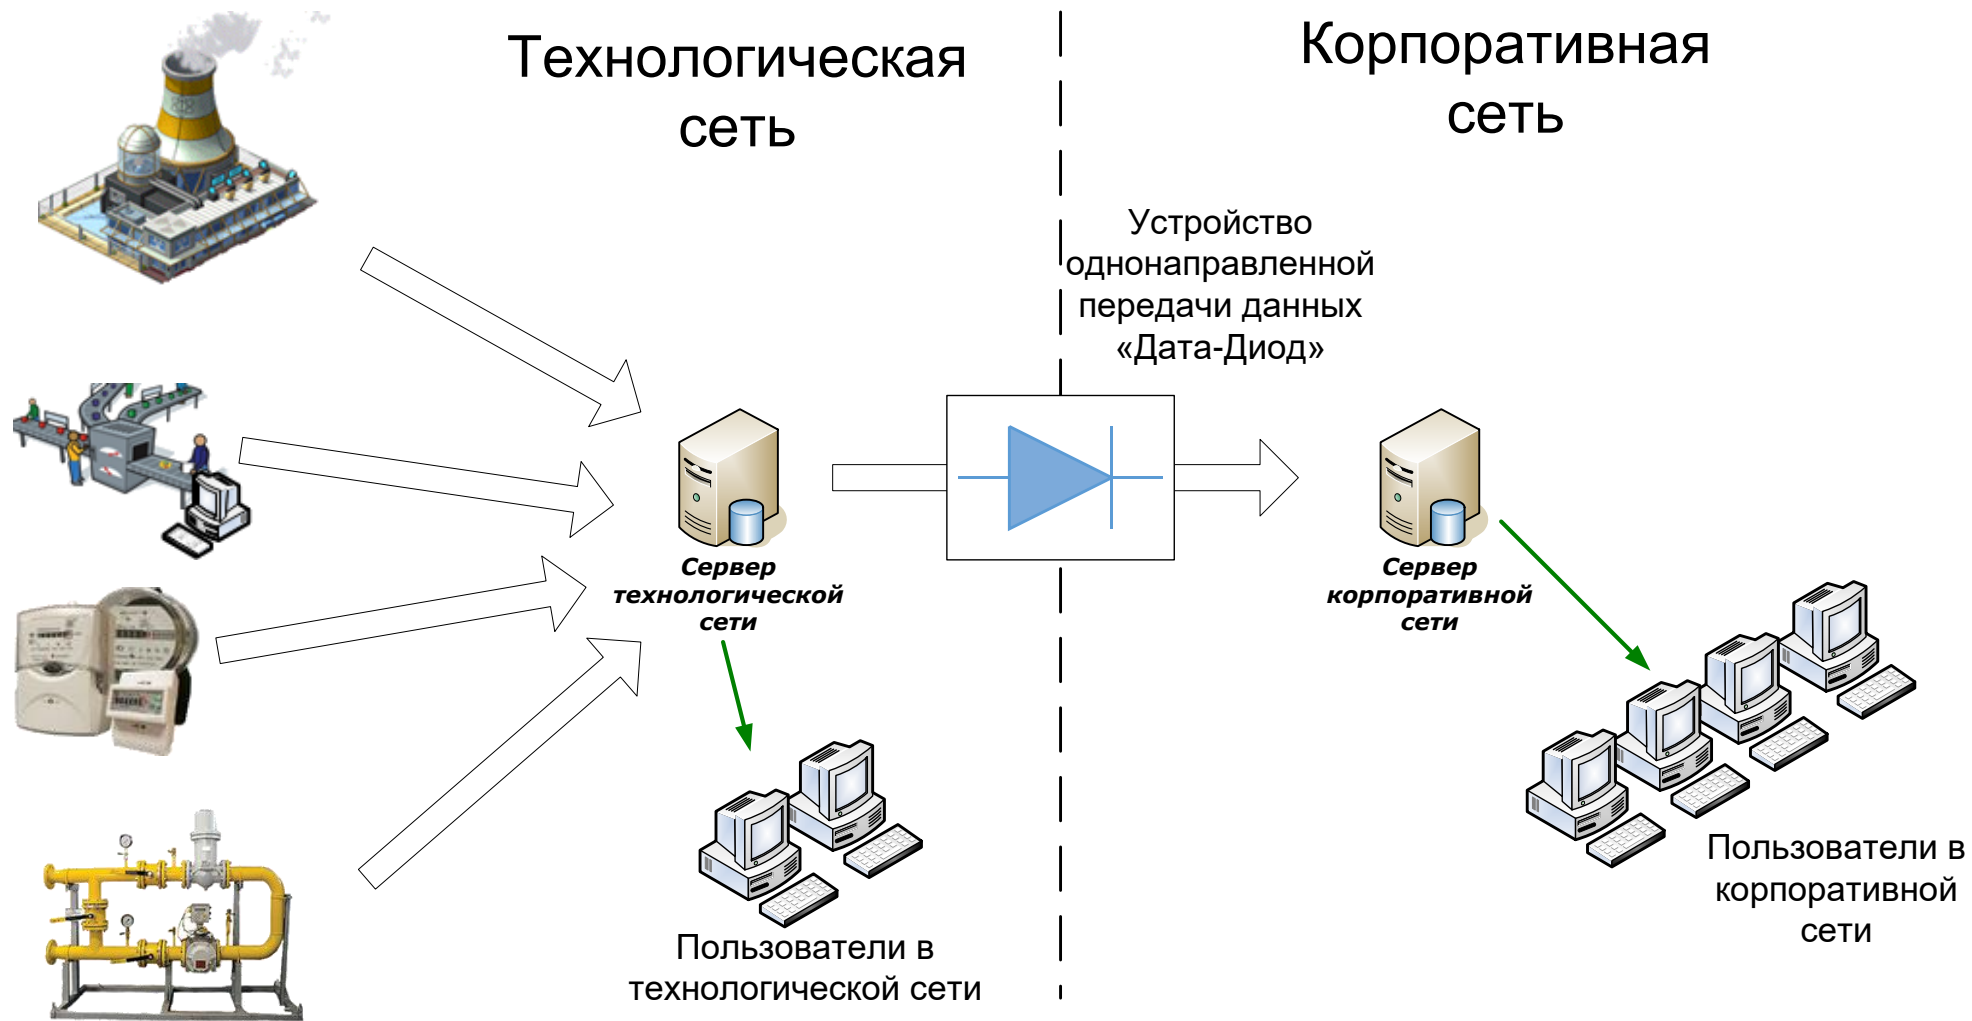 Технологическая
сеть
Корпоративная
сеть
Устройство
однонаправленной
передачи данных
«Дата-Диод»
Сервер
технологической
сети
Сервер
корпоративной
сети
Пользователи в
технологической сети
Пользователи в
корпоративной
сети